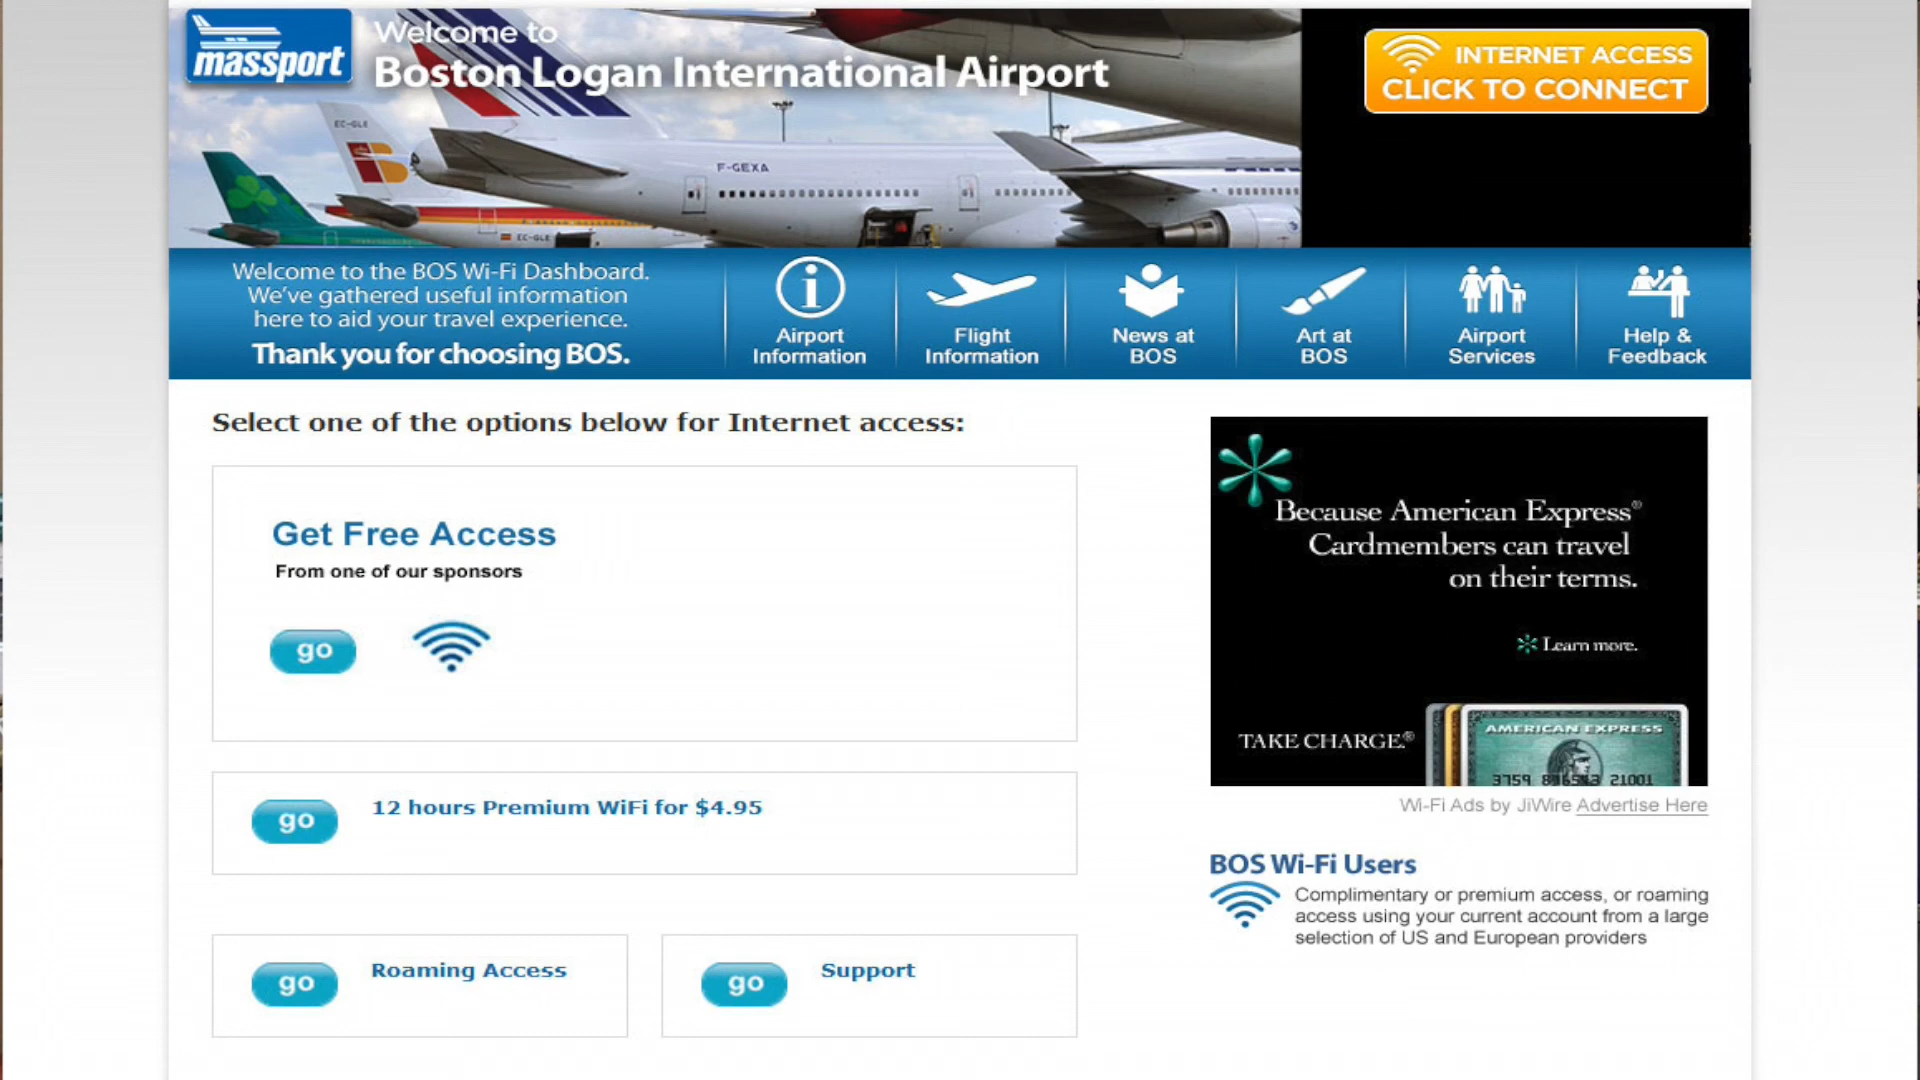 massport
Welcome to
Boston Logan International Airport
INTERNET ACCESS
CLICK TO CONNECT
EC-GLE
F-GEXA
EC-GLE
Welcome to the BOS Wi-Fi Dashboard.
We've gathered useful information
here to aid your travel experience.
Thank you for choosing BOS.
Airport
Information
Flight
Information
News at
BOS
Art at
BOS
Airport
Services
Help &
Feedback
Select one of the options below for Internet access:
Get Free Access
From one of our sponsors
go
12 hours Premium WiFi for $4.95
go
Roaming Access
go
Support
go
Because American Express®
Cardmembers can travel
on their terms.
Learn more.
TAKE CHARGE®
AMERICAN EXPRESS
3759 21001
Wi-Fi Ads by JiWire Advertise Here
BOS Wi-Fi Users
Complimentary or premium access, or roaming
access using your current account from a large
selection of US and European providers